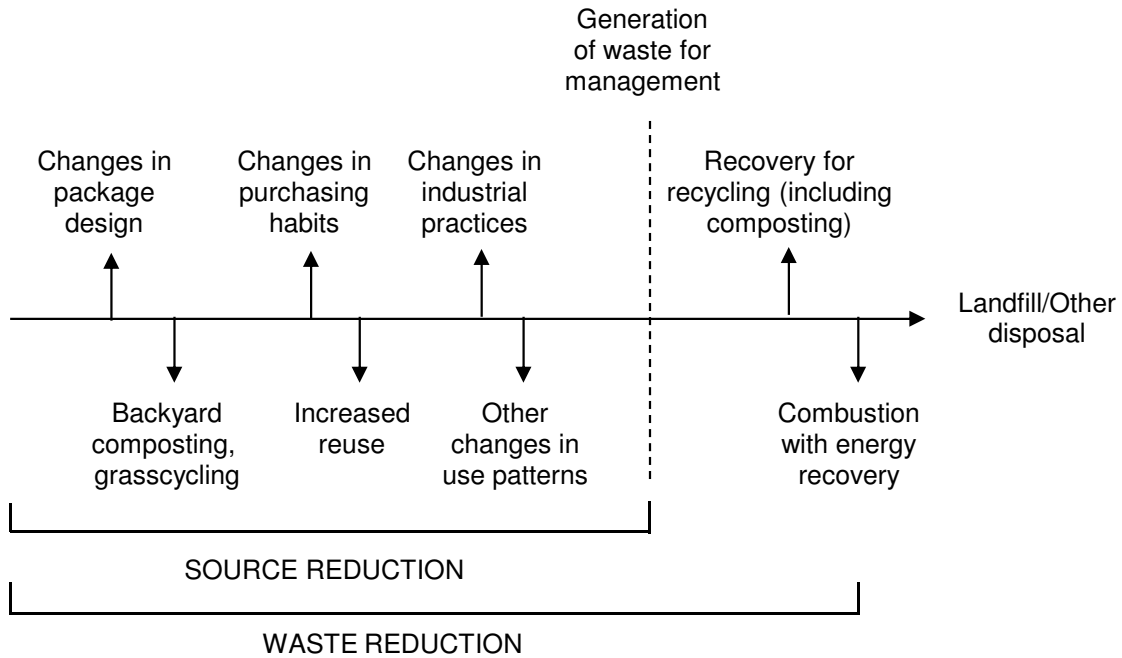 Generation
of waste for
management
Changes in
package
design
Changes in
purchasing
habits
Changes in
industrial
practices
Recovery for
recycling (including
composting)
Landfill/Other
disposal
Backyard
composting,
grasscycling
Increased
reuse
Other
changes in
use patterns
Combustion
with energy
recovery
SOURCE REDUCTION
WASTE REDUCTION